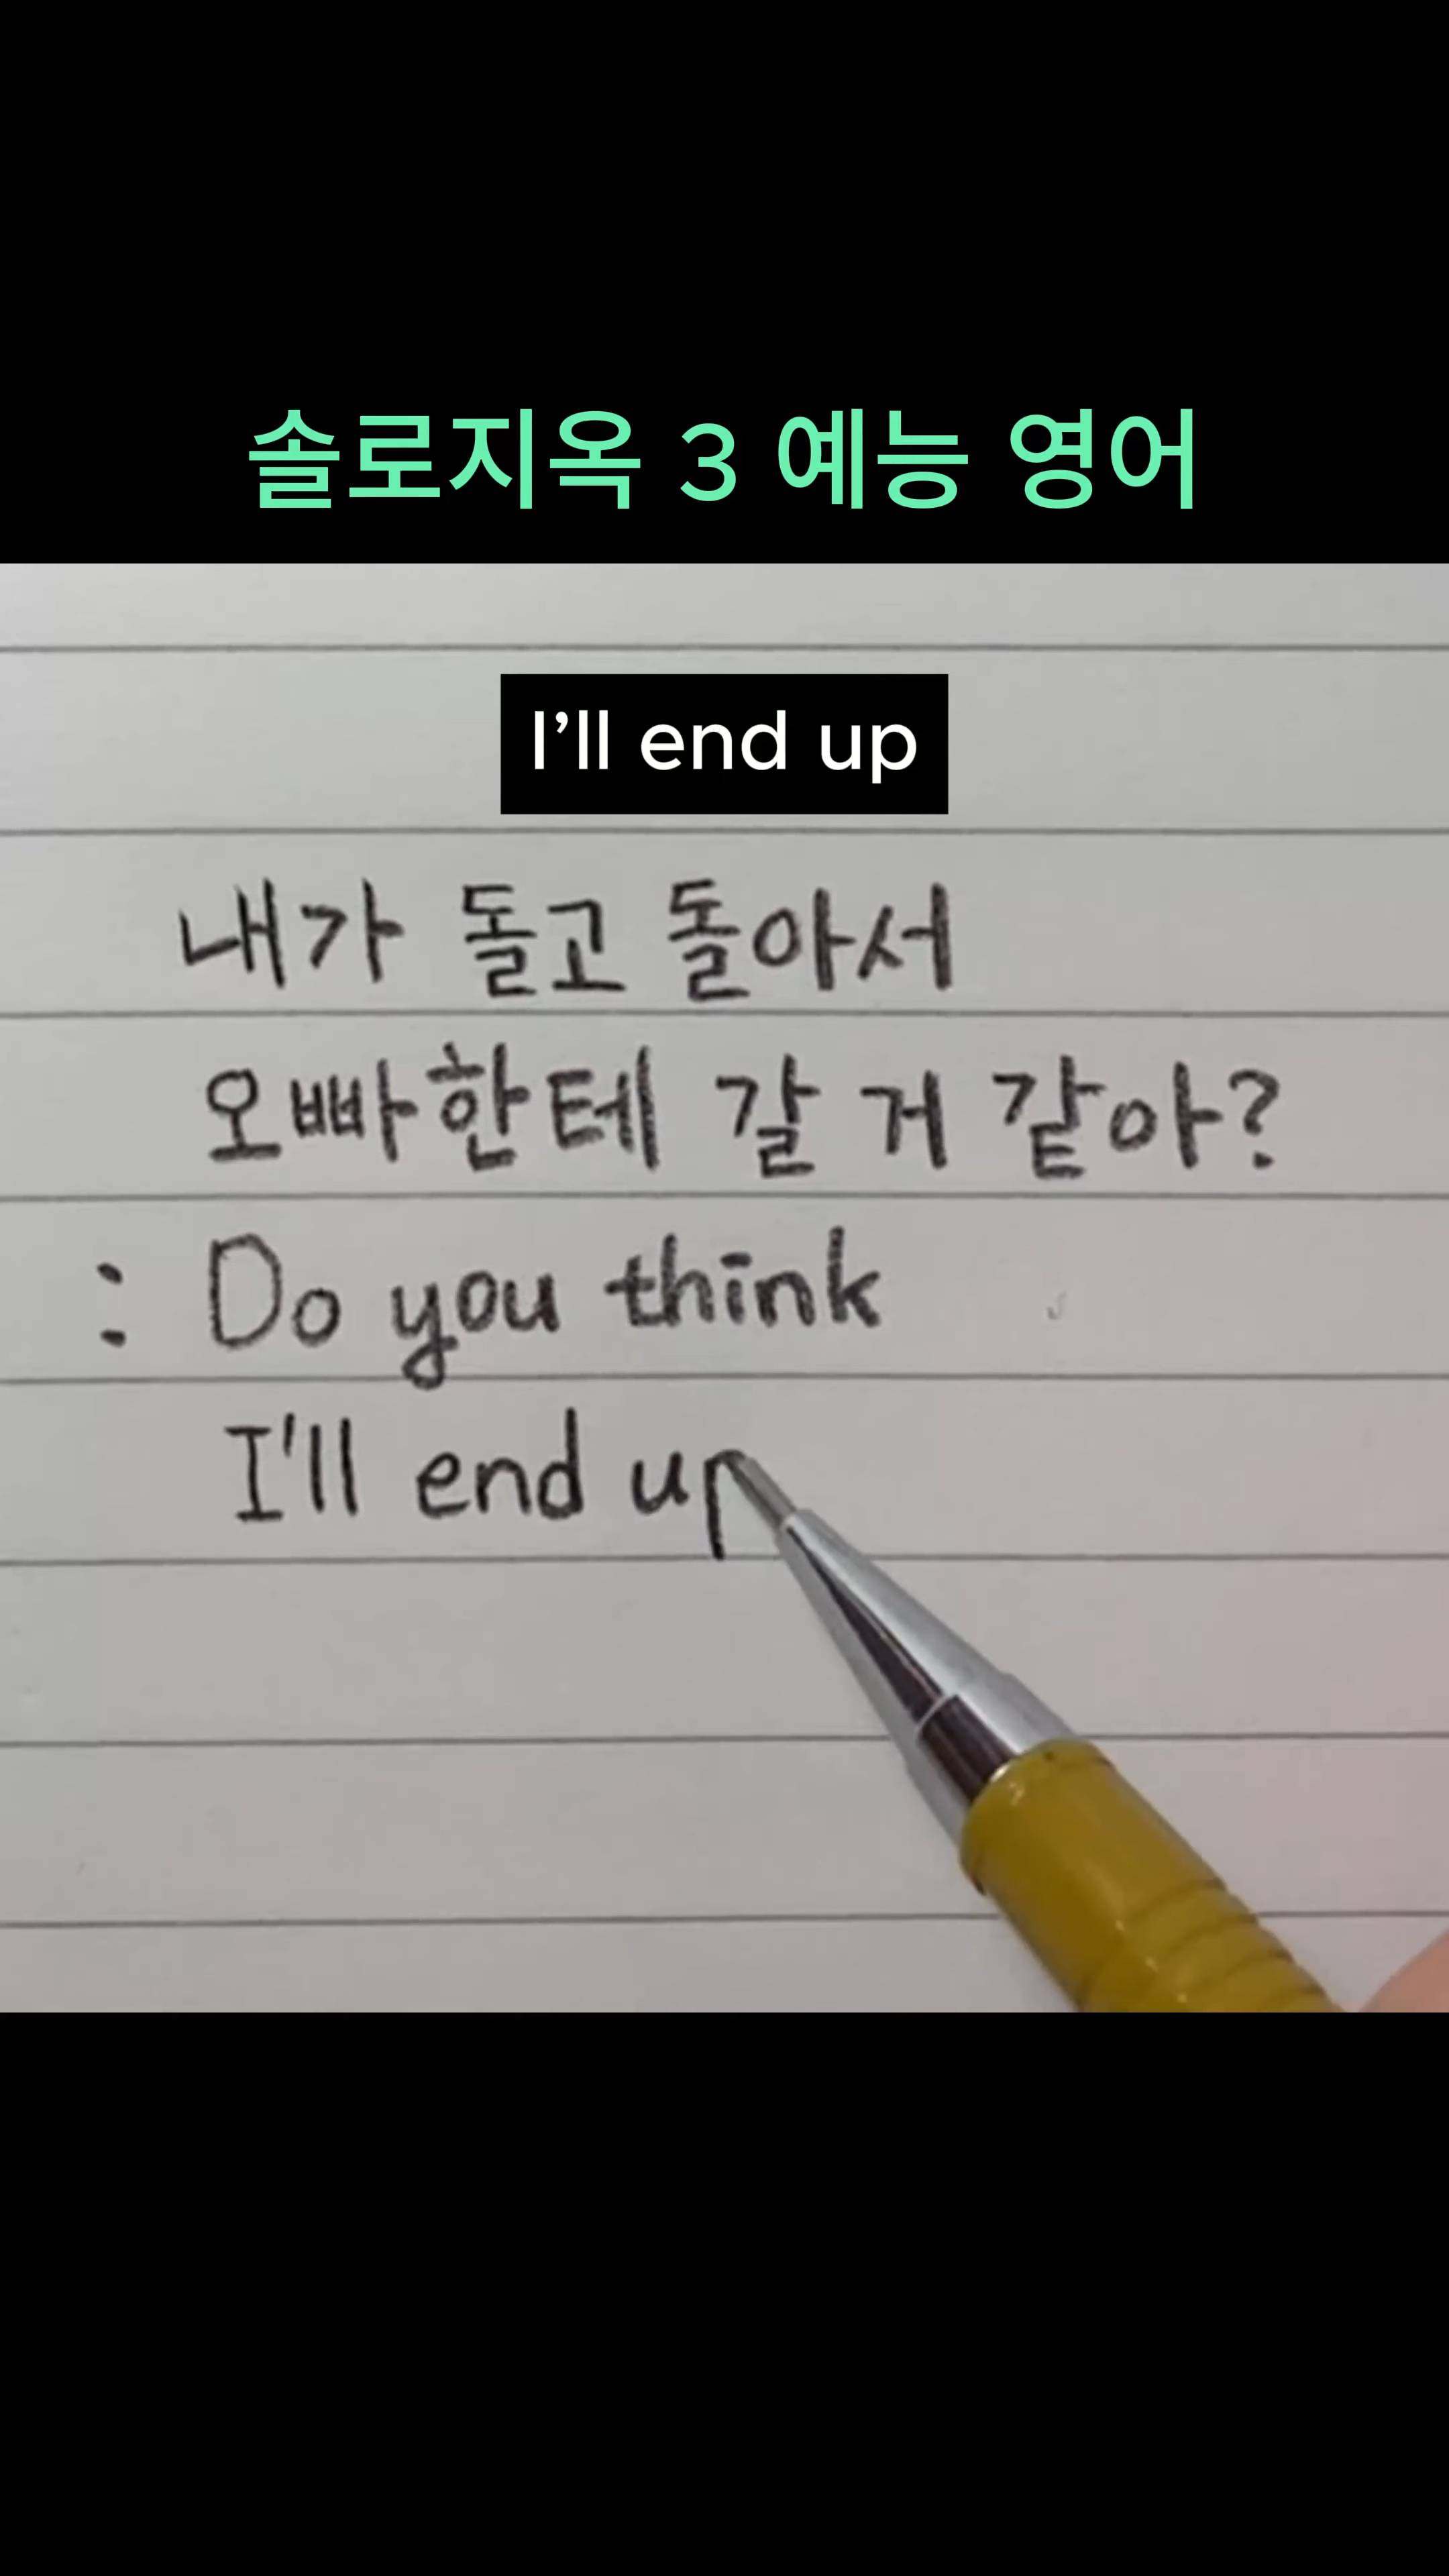 솔로지옥 3 예능 영어
I’ll end up
내가 돌고 돌아서
오빠한테 갈 거 같아?
: Do you think
I'll end up